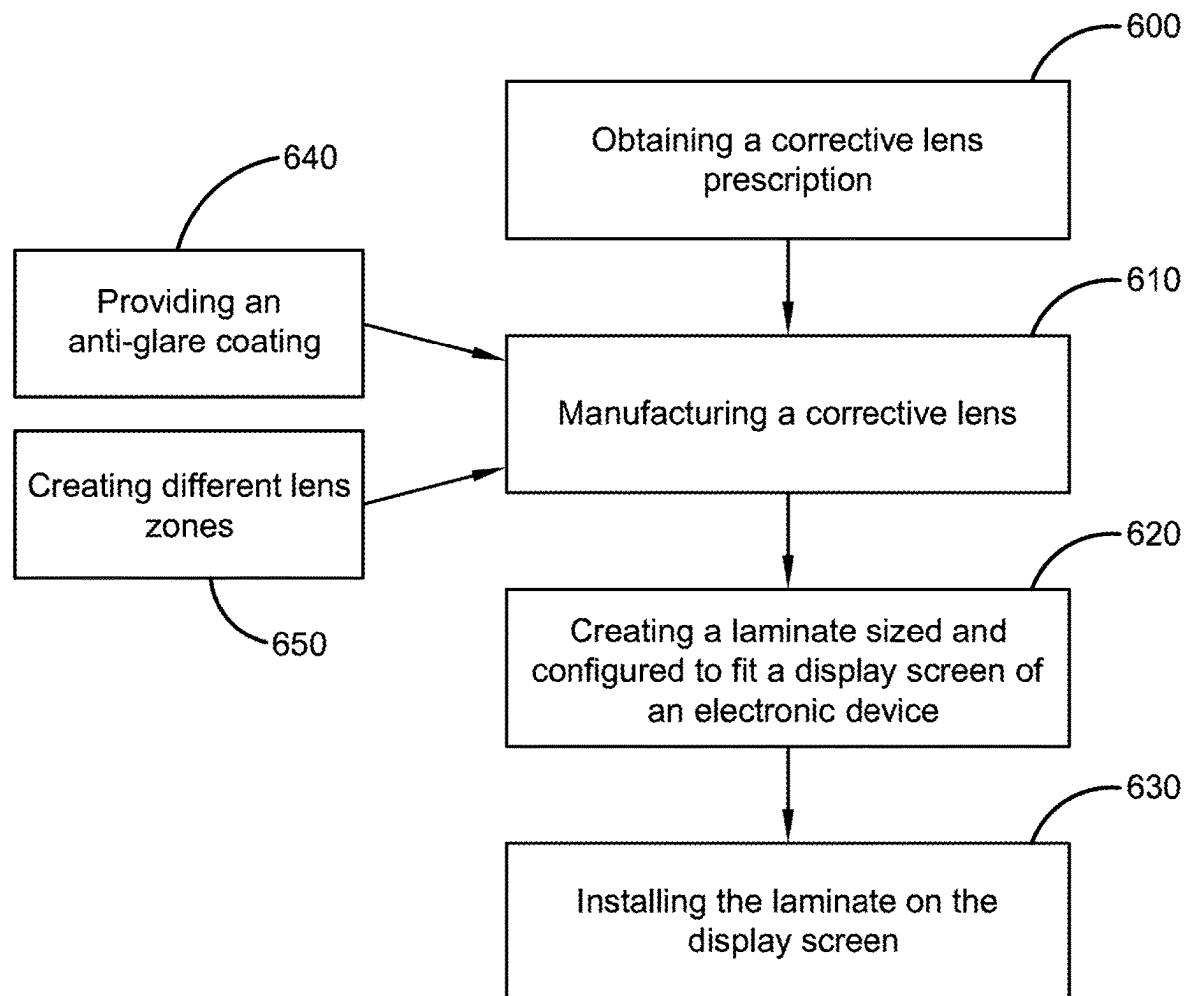 600
Obtaining a corrective lens
prescription
640
Providing an
anti-glare coating
610
Manufacturing a corrective lens
Creating different lens
zones
650
620
Creating a laminate sized and
configured to fit a display screen of
an electronic device
630
Installing the laminate on the
display screen